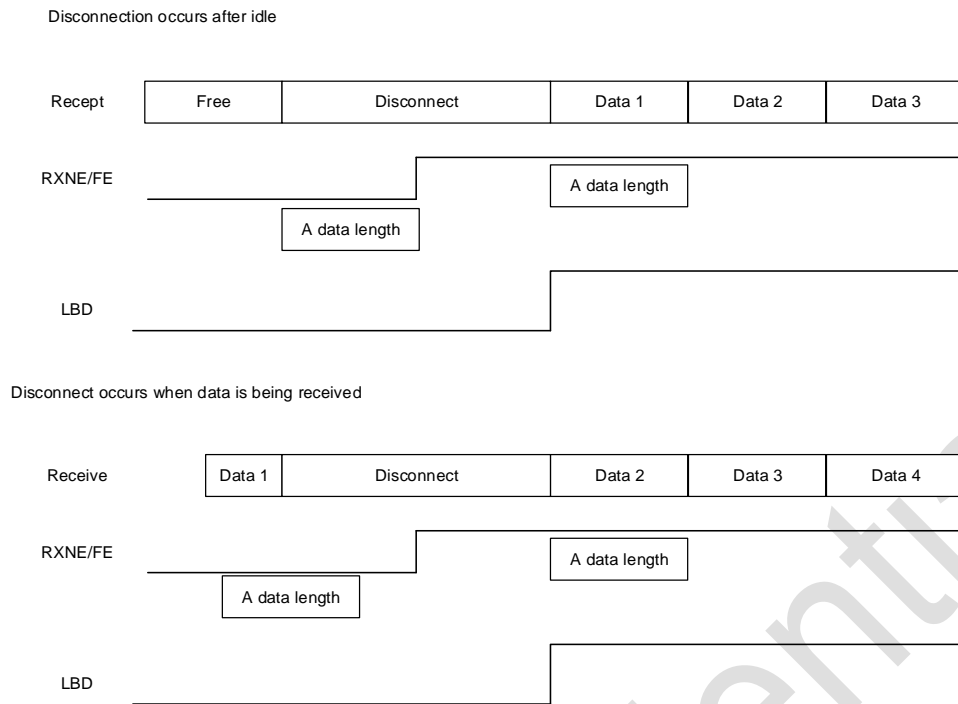 Disconnection occurs after idle
Recept Free Disconnect Data 1 Data 2 Data 3
RXNE/FE
A data length
A data length
LBD
Disconnect occurs when data is being received
Receive Data 1 Disconnect Data 2 Data 3 Data 4
RXNE/FE
A data length
A data length
LBD